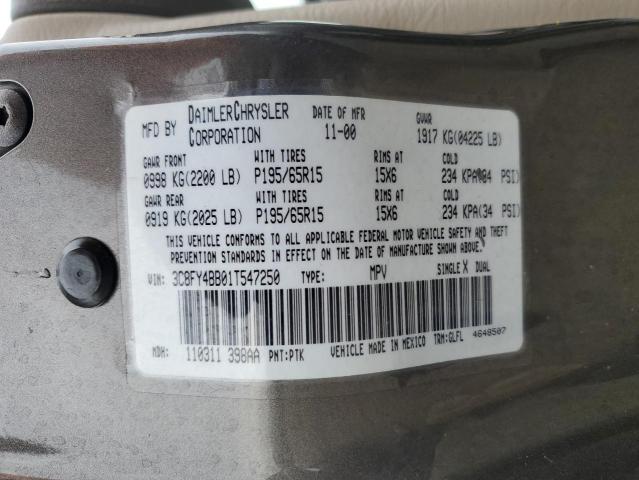 MFD BY DAIMLERCHRYSLER CORPORATION DATE OF MFR 11-00 GVWR 1917 KG(04225 LB)
GAWR FRONT WITH TIRES RIMS AT COLD
0998 KG(2200 LB) P195/65R15 15X6 234 KPA(34 PSI)
GAWR REAR WITH TIRES RIMS AT COLD
0919 KG(2025 LB) P195/65R15 15X6 234 KPA(34 PSI)
THIS VEHICLE CONFORMS TO ALL APPLICABLE FEDERAL MOTOR VEHICLE SAFETY AND THEFT
PREVENTION STANDARDS IN EFFECT ON THE DATE OF MANUFACTURE SHOWN ABOVE.
VIN: 3C8FY4BB01T547250 TYPE: MPV SINGLE X DUAL
MDH: 110311 398AA PNT:PTK VEHICLE MADE IN MEXICO TRM:GLFL 4648507